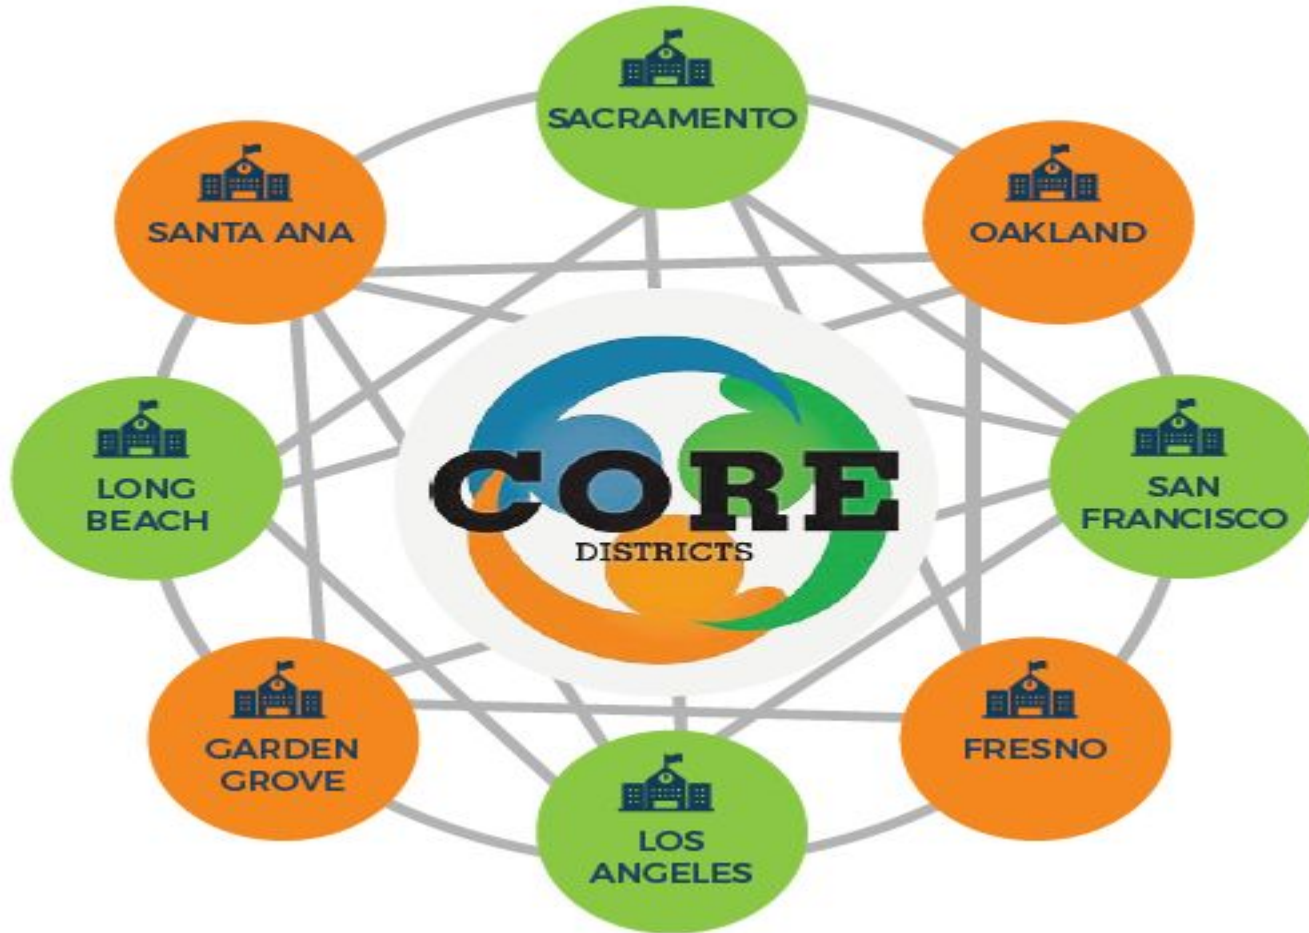 SACRAMENTO
SANTA ANA
OAKLAND
LONG
BEACH
CORE
DISTRICTS
SAN
FRANCISCO
GARDEN
GROVE
FRESNO
LOS
ANGELES